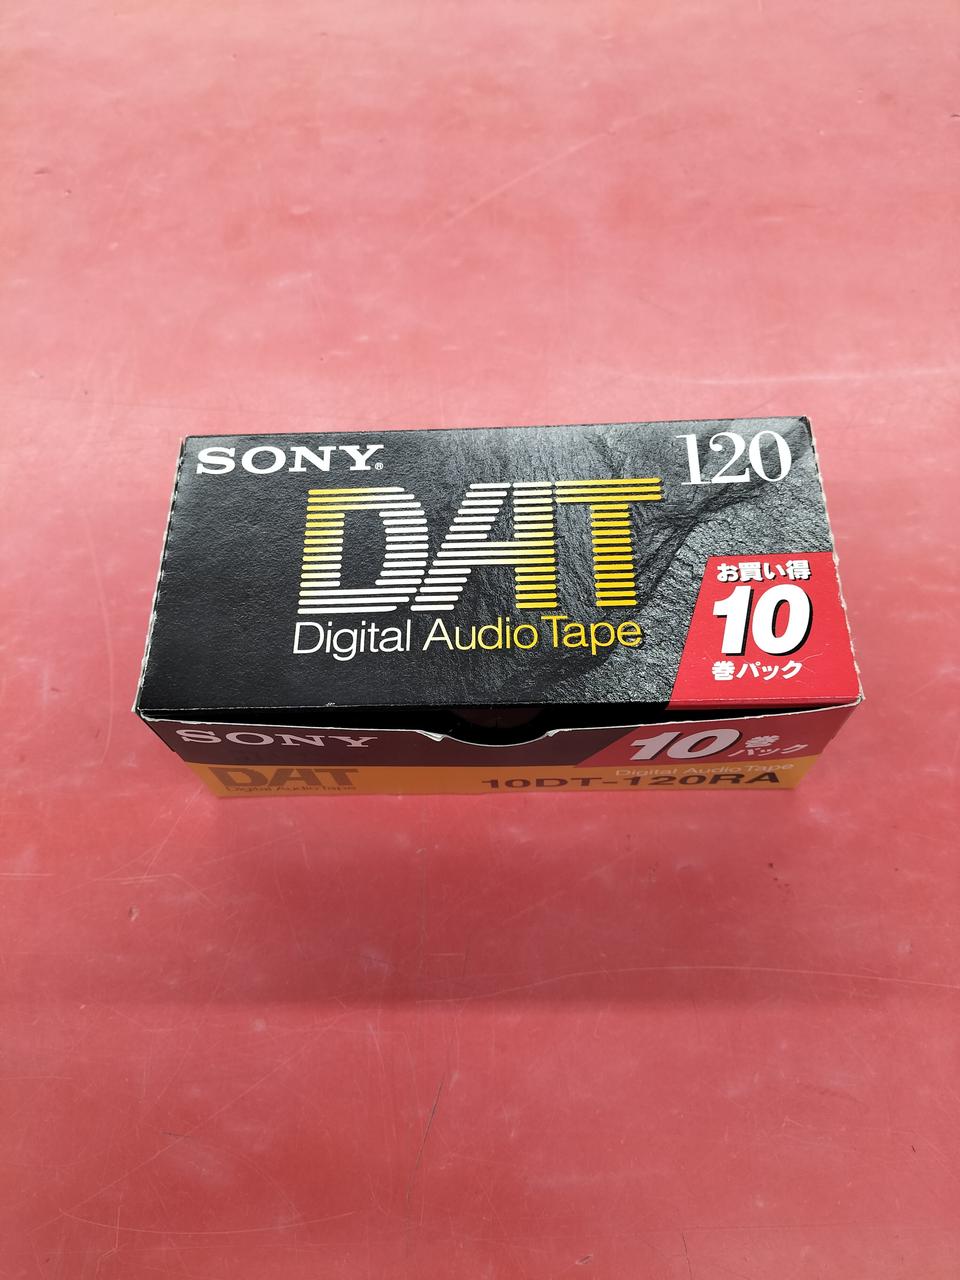 SONY®
120
DAT
Digital Audio Tape
お買い得
10
巻パック
SONY
10巻パック
DAT
Digital Audio Tape
Digital Audio Tape
10DT-120RA